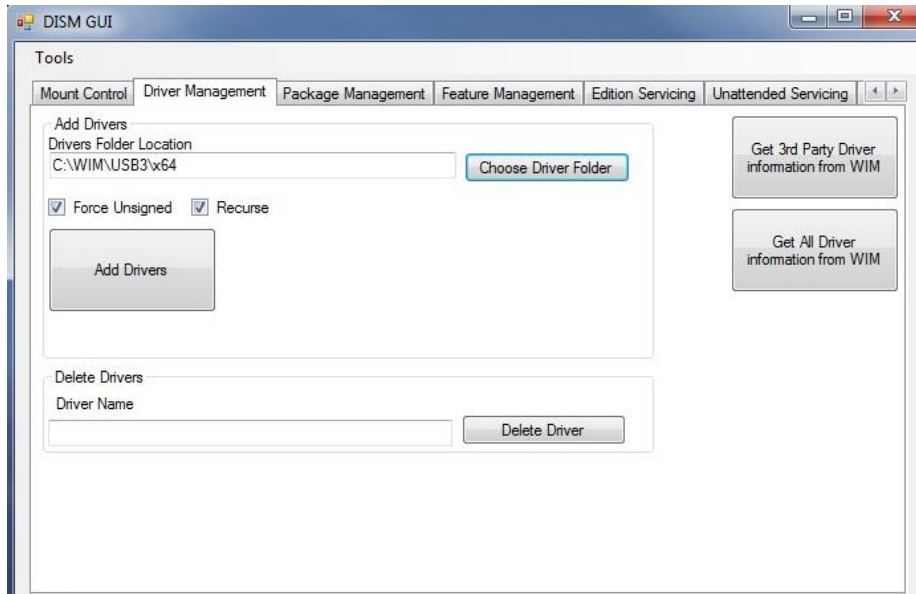 DISM GUI
Tools
Mount Control Driver Management Package Management Feature Management Edition Servicing Unattended Servicing
Add Drivers
Drivers Folder Location
C:\WIM\USB3\x64
Choose Driver Folder
Force Unsigned Recurse
Add Drivers
Get 3rd Party Driver
information from WIM
Get All Driver
information from WIM
Delete Drivers
Driver Name
Delete Driver